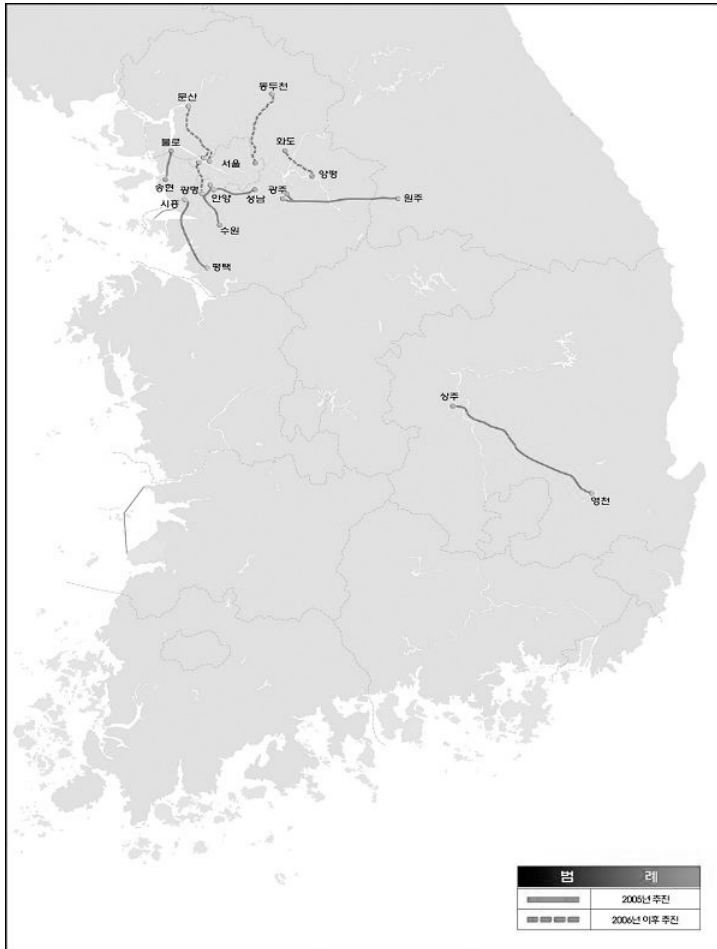 동두천
문산
불로
화도
서울
양평
송현
광명
안양
성남
광주
원주
시흥
수원
평택
상주
영천
범 례
2005년 추진
2006년 이후 추진